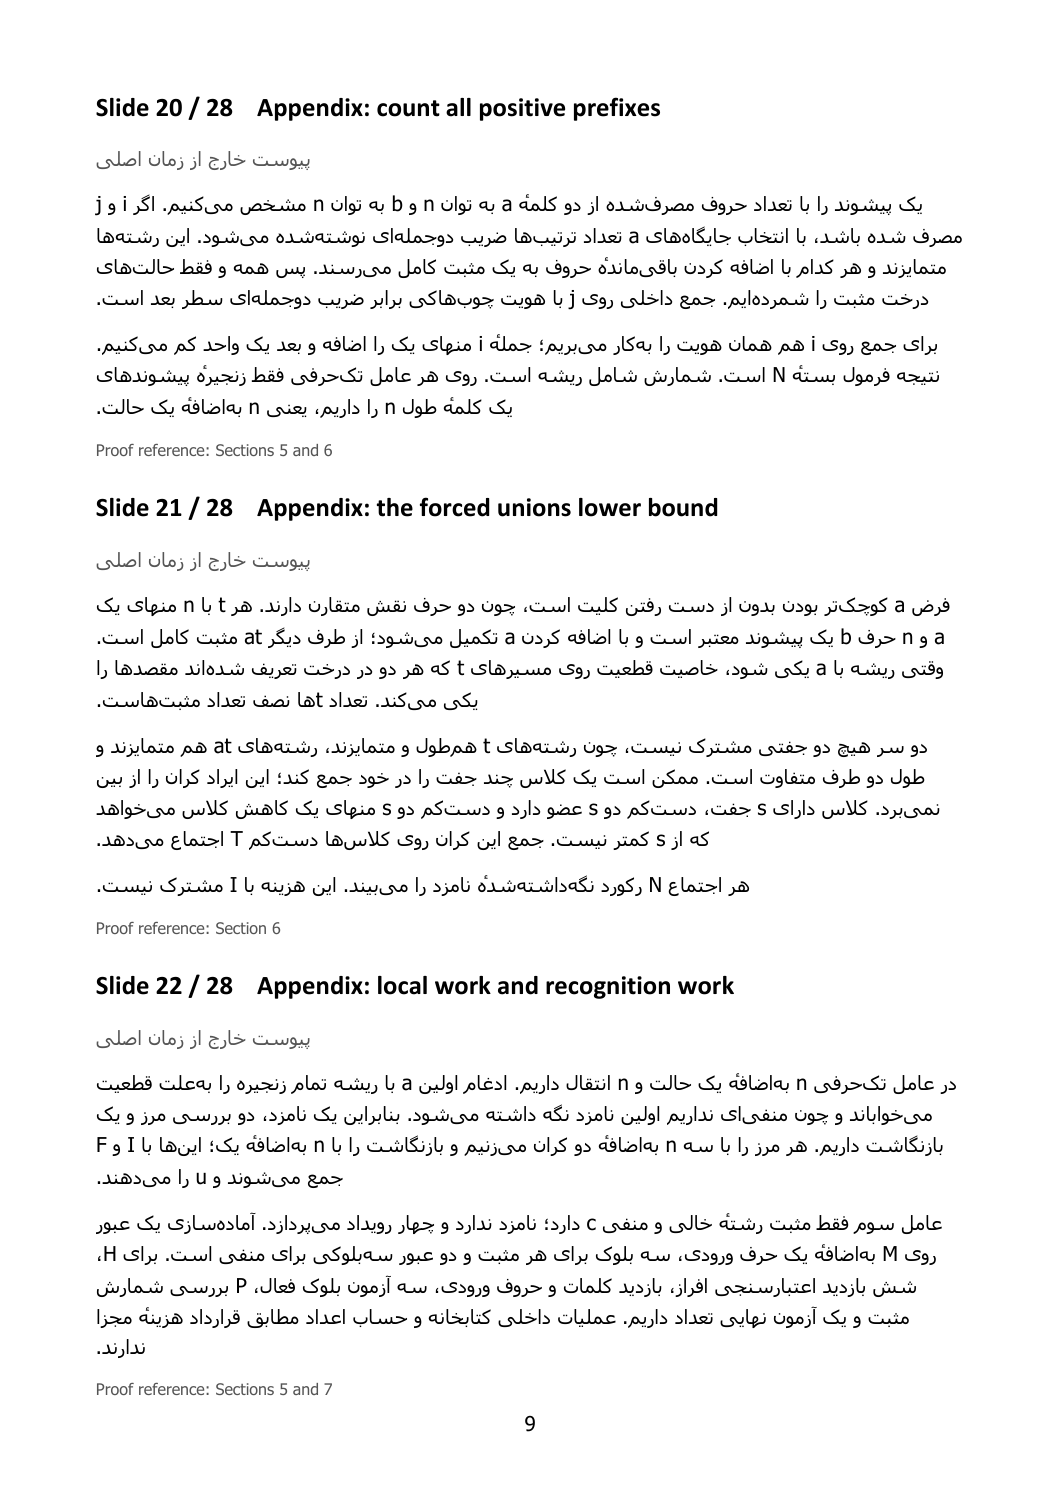 Slide 20 / 28 Appendix: count all positive prefixes
پیوست خارج از زمان اصلی
یک پیشوند را با تعداد حروف مصرف‌شده از دو کلمهٔ a به توان n و b به توان n مشخص می‌کنیم. اگر i و j
مصرف شده باشد، با انتخاب جایگاه‌های a تعداد ترتیب‌ها ضریب دوجمله‌ای نوشته‌شده می‌شود. این رشته‌ها
متمایزند و هر کدام با اضافه کردن باقی‌ماندهٔ حروف به یک مثبت کامل می‌رسند. پس همه و فقط حالت‌های
درخت مثبت را شمرده‌ایم. جمع داخلی روی j با هویت چوب‌هاکی برابر ضریب دوجمله‌ای سطر بعد است.
برای جمع روی i هم همان هویت را به‌کار می‌بریم؛ جملهٔ i منهای یک را اضافه و بعد یک واحد کم می‌کنیم.
نتیجه فرمول بستهٔ N است. شمارش شامل ریشه است. روی هر عامل تک‌حرفی فقط زنجیرهٔ پیشوندهای
یک کلمهٔ طول n را داریم، یعنی n به‌اضافهٔ یک حالت.
Proof reference: Sections 5 and 6
Slide 21 / 28 Appendix: the forced unions lower bound
پیوست خارج از زمان اصلی
فرض a کوچک‌تر بودن بدون از دست رفتن کلیت است، چون دو حرف نقش متقارن دارند. هر t با n منهای یک
a و n حرف b یک پیشوند معتبر است و با اضافه کردن a تکمیل می‌شود؛ از طرف دیگر at مثبت کامل است.
وقتی ریشه با a یکی شود، خاصیت قطعیت روی مسیرهای t که هر دو در درخت تعریف شده‌اند مقصدها را
یکی می‌کند. تعداد tها نصف تعداد مثبت‌هاست.
دو سر هیچ دو جفتی مشترک نیست، چون رشته‌های t هم‌طول و متمایزند، رشته‌های at هم متمایزند و
طول دو طرف متفاوت است. ممکن است یک کلاس چند جفت را در خود جمع کند؛ این ایراد کران را از بین
نمی‌برد. کلاس دارای s جفت، دست‌کم دو s عضو دارد و دست‌کم دو s منهای یک کاهش کلاس می‌خواهد
که از s کمتر نیست. جمع این کران روی کلاس‌ها دست‌کم T اجتماع می‌دهد.
هر اجتماع N رکورد نگه‌داشته‌شدهٔ نامزد را می‌بیند. این هزینه با I مشترک نیست.
Proof reference: Section 6
Slide 22 / 28 Appendix: local work and recognition work
پیوست خارج از زمان اصلی
در عامل تک‌حرفی n به‌اضافهٔ یک حالت و n انتقال داریم. ادغام اولین a با ریشه تمام زنجیره را به‌علت قطعیت
می‌خواباند و چون منفی‌ای نداریم اولین نامزد نگه داشته می‌شود. بنابراین یک نامزد، دو بررسی مرز و یک
بازنگاشت داریم. هر مرز را با سه n به‌اضافهٔ دو کران می‌زنیم و بازنگاشت را با n به‌اضافهٔ یک؛ این‌ها با I و F
جمع می‌شوند و u را می‌دهند.
عامل سوم فقط مثبت رشتهٔ خالی و منفی c دارد؛ نامزد ندارد و چهار رویداد می‌پردازد. آماده‌سازی یک عبور
روی M به‌اضافهٔ یک حرف ورودی، سه بلوک برای هر مثبت و دو عبور سه‌بلوکی برای منفی است. برای H،
شش بازدید اعتبارسنجی افراز، بازدید کلمات و حروف ورودی، سه آزمون بلوک فعال، P بررسی شمارش
مثبت و یک آزمون نهایی تعداد داریم. عملیات داخلی کتابخانه و حساب اعداد مطابق قرارداد هزینهٔ مجزا
ندارند.
Proof reference: Sections 5 and 7
9